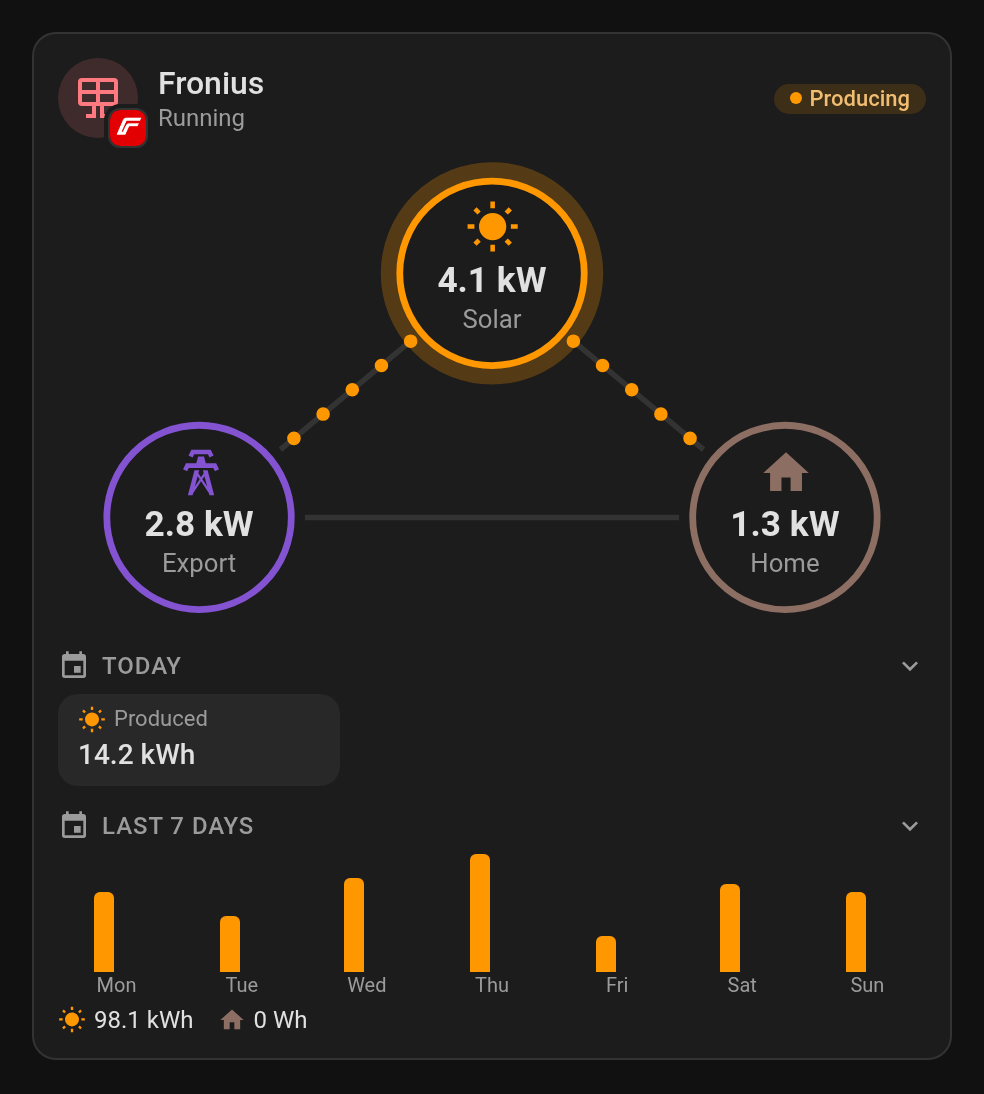 Fronius
Running
Producing
4.1 kW
Solar
2.8 kW
Export
1.3 kW
Home
TODAY
Produced
14.2 kWh
LAST 7 DAYS
Mon Tue Wed Thu Fri Sat Sun
98.1 kWh 0 Wh